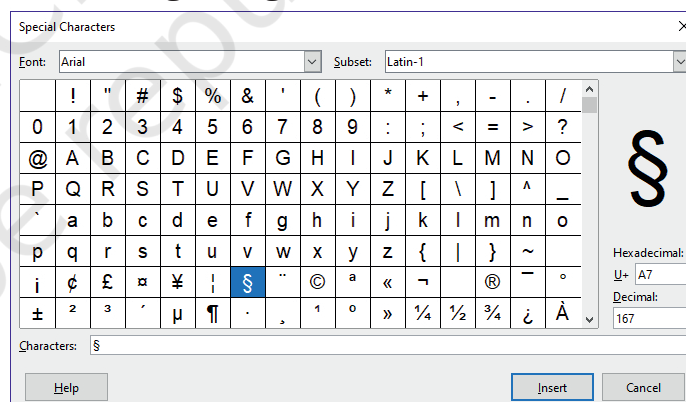 Special Characters
Font: Arial Subset: Latin-1
! " # $ % & ' ( ) * + , - . /
0 1 2 3 4 5 6 7 8 9 : ; < = > ?
@ A B C D E F G H I J K L M N O
P Q R S T U V W X Y Z [ \ ] ^ _
` a b c d e f g h i j k l m n o
p q r s t u v w x y z { | } ~
¡ ¢ £ ¤ ¥ ¦ § ¨ © ª « ¬ ® ¯ °
± ² ³ ´ µ ¶ · ¸ ¹ º » ¼ ½ ¾ ¿ À
§
Hexadecimal:
U+ A7
Decimal:
167
Characters: §
Help Insert Cancel